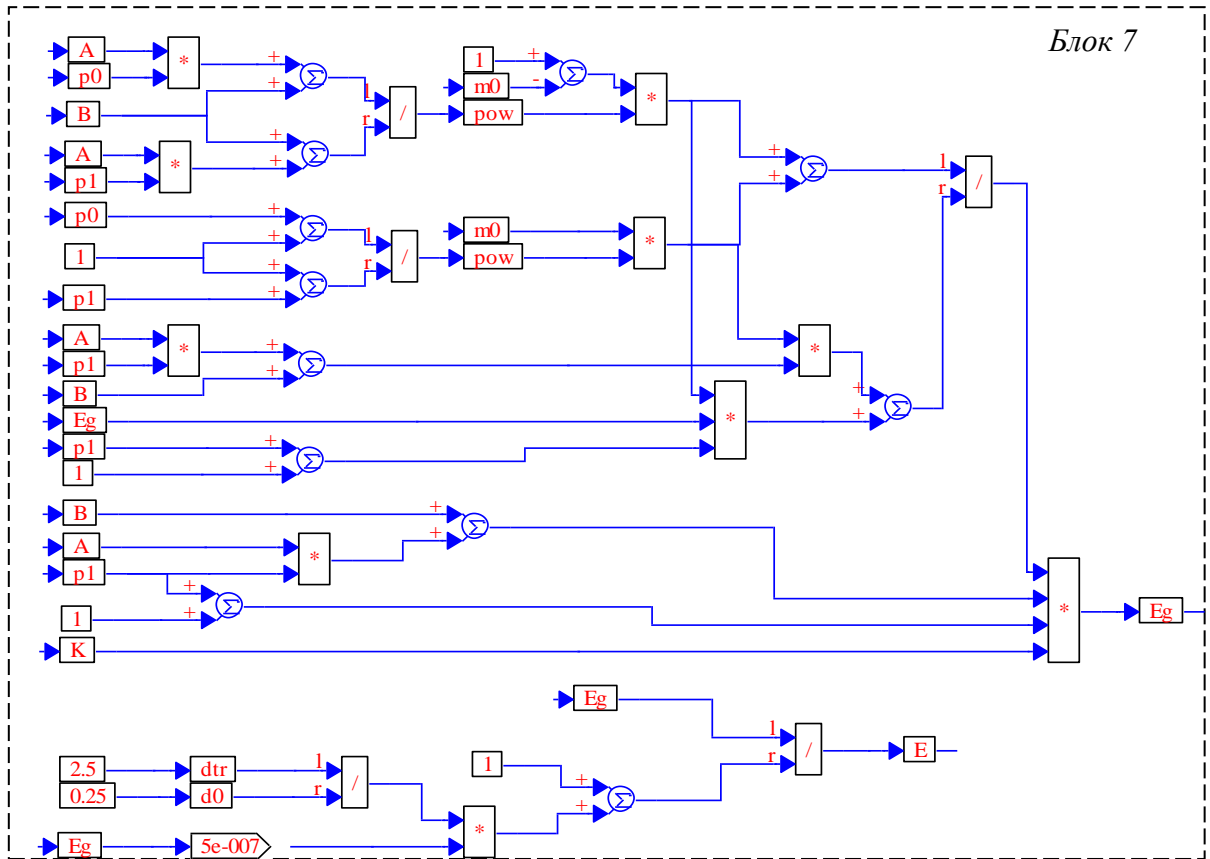 Блок 7
A
*
p0
B
A
*
p1
+
+
Σ
+
+
Σ
l
r
/
1
m0
pow
+
-
Σ
*
p0
1
p1
+
+
Σ
+
+
Σ
l
r
/
m0
pow
*
+
+
Σ
l
r
/
A
p1
*
B
+
+
Σ
*
Eg
p1
1
+
+
Σ
*
+
+
Σ
B
A
p1
*
+
+
Σ
1
+
+
Σ
K
*
Eg
Eg
2.5
dtr
0.25
d0
l
r
/
Eg
5e-007
*
1
+
+
Σ
l
r
/
E